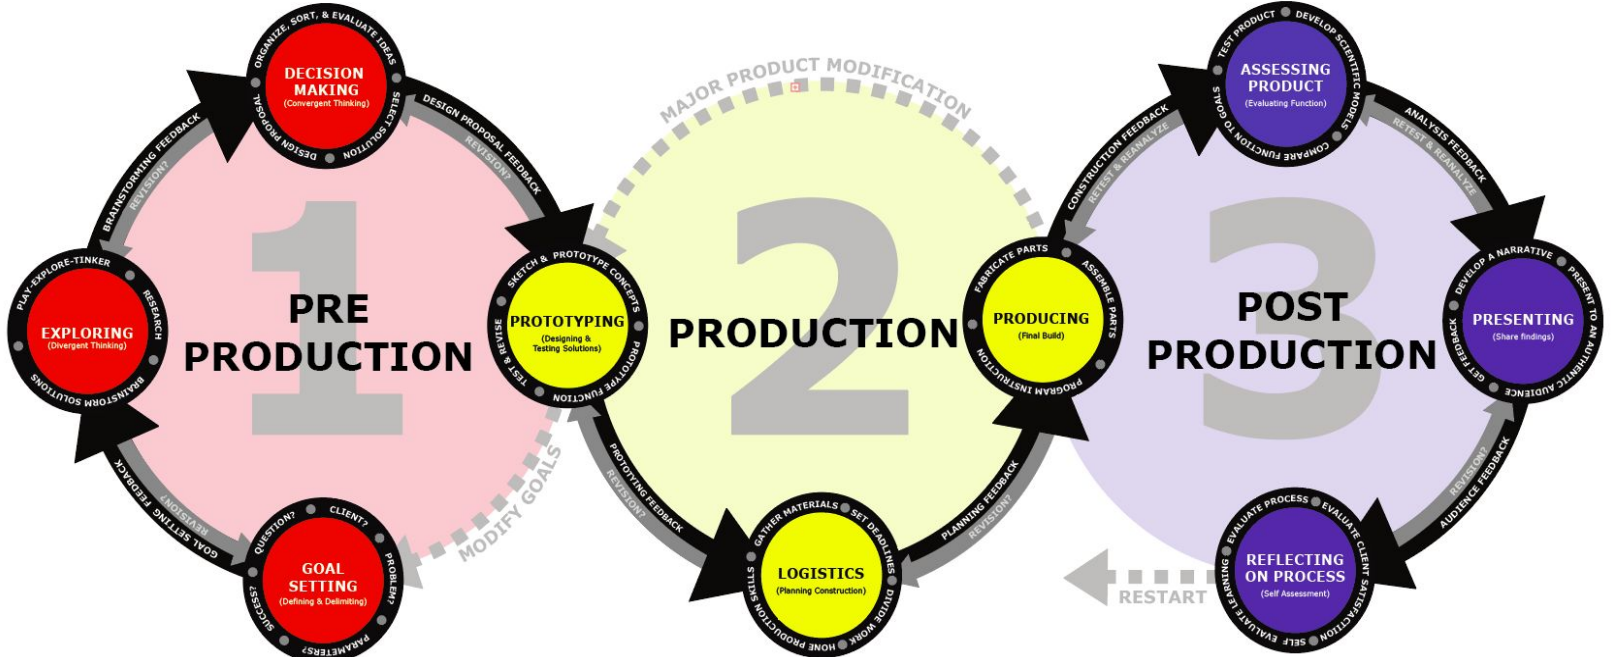 1
PRE
PRODUCTION
GOAL
SETTING
(Defining & Delimiting)
QUESTION?
CLIENT?
PROBLEM?
PARAMETERS?
SUCCESS?
GOAL SETTING FEEDBACK
REVISION?
EXPLORING
(Divergent Thinking)
PLAY-EXPLORE-TINKER
RESEARCH
BRAINSTORM SOLUTIONS
BRAINSTORMING FEEDBACK
REVISION?
DECISION
MAKING
(Convergent Thinking)
ORGANIZE, SORT, & EVALUATE IDEAS
SELECT SOLUTION
DESIGN PROPOSAL
DESIGN PROPOSAL FEEDBACK
REVISION?
PROTOTYPING
(Designing &
Testing Solutions)
SKETCH & PROTOTYPE CONCEPTS
PROTOTYPE FUNCTION
TEST & REVISE
MODIFY GOALS
2
PRODUCTION
MAJOR PRODUCT MODIFICATION
PROTOTYING FEEDBACK
REVISION?
LOGISTICS
(Planning Construction)
GATHER MATERIALS
SET DEADLINES
DIVIDE WORK
HONE PRODUCTION SKILLS
PLANNING FEEDBACK
REVISION?
PRODUCING
(Final Build)
FABRICATE PARTS
ASSEMBLE PARTS
PROGRAM INSTRUCTION
3
POST
PRODUCTION
CONSTRUCTION FEEDBACK
RETEST & REANALYZE
ASSESSING
PRODUCT
(Evaluating Function)
TEST PRODUCT
DEVELOP SCIENTIFIC MODELS
COMPARE FUNCTION TO GOALS
ANALYSIS FEEDBACK
RETEST & REANALYZE
PRESENTING
(Share findings)
DEVELOP A NARRATIVE
PRESENT TO AN AUTHENTIC AUDIENCE
GET FEEDBACK
AUDIENCE FEEDBACK
REVISION?
REFLECTING
ON PROCESS
(Self Assessment)
EVALUATE PROCESS
EVALUATE CLIENT SATISFACTIION
SELF EVALUATE LEARNING
RESTART